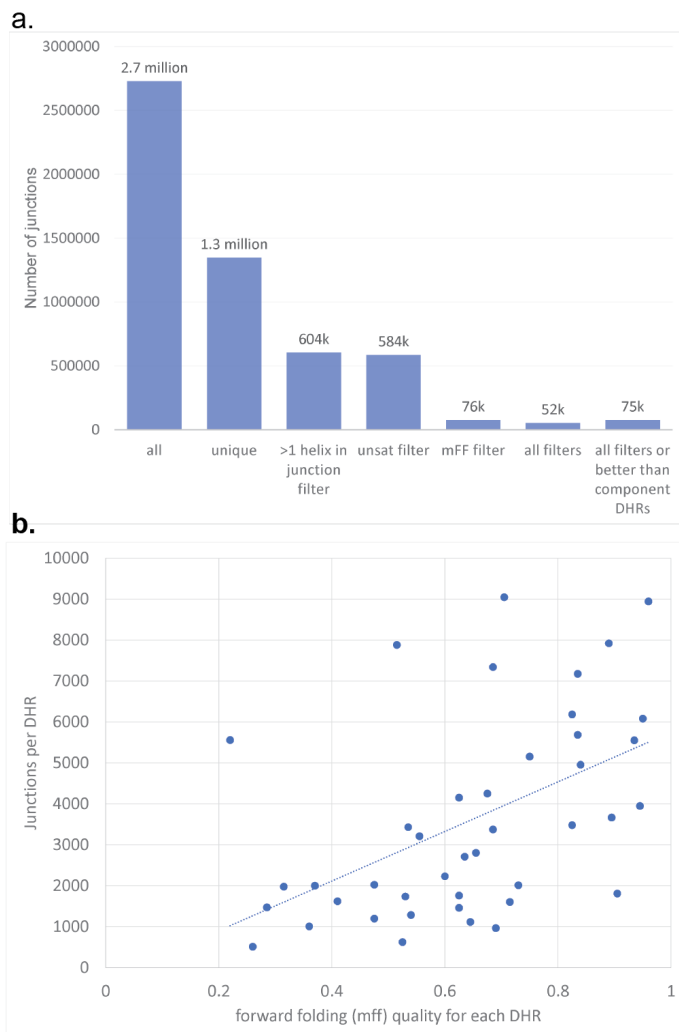 a.
3000000
2500000
2000000
1500000
1000000
500000
0
Number of junctions
2.7 million
1.3 million
604k
584k
76k
52k
75k
all
unique
>1 helix in
junction
filter
unsat filter
mFF filter
all filters
all filters or
better than
component
DHRs
b.
10000
9000
8000
7000
6000
5000
4000
3000
2000
1000
0
Junctions per DHR
0
0.2
0.4
0.6
0.8
1
forward folding (mff) quality for each DHR